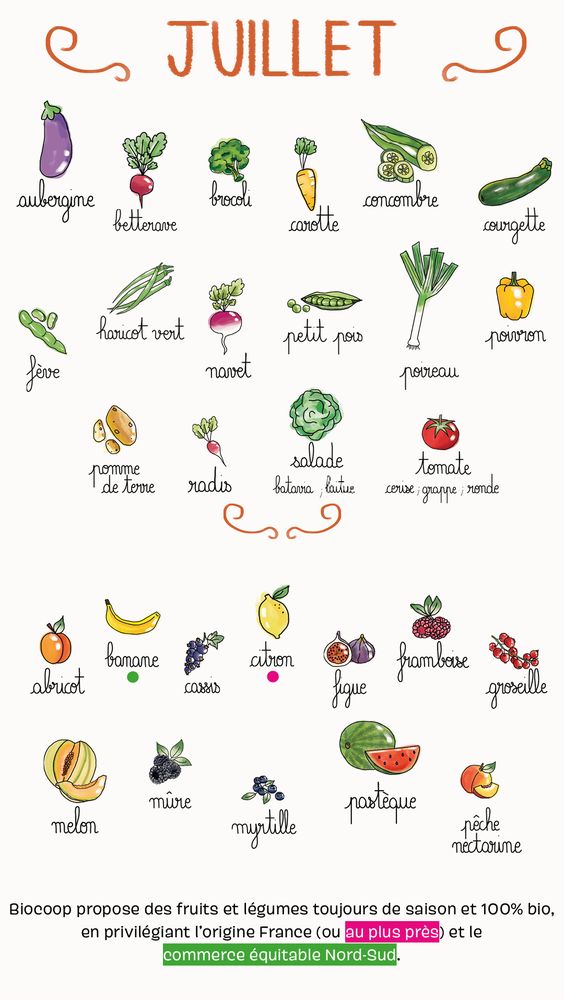 JUILLET
aubergine
betterave
brocoli
carotte
concombre
courgette
fève
haricot vert
navet
petit pois
poireau
poivron
pomme
de terre
radis
salade
batavia ; laitue
tomate
cerise ; grappe ; ronde
abricot
banane
cassis
citron
figue
framboise
groseille
melon
mûre
myrtille
pastèque
pêche
nectarine
Biocoop propose des fruits et légumes toujours de saison et 100% bio,
en privilégiant l'origine France (ou au plus près) et le
commerce équitable Nord-Sud.